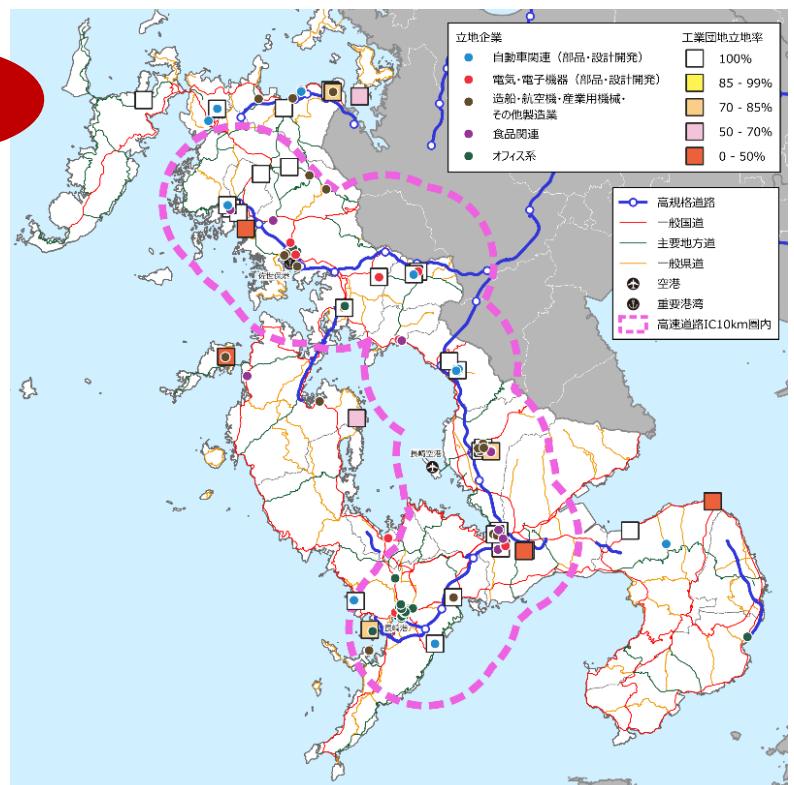 立地企業
自動車関連（部品・設計開発）
電気・電子機器（部品・設計開発）
造船・航空機・産業用機械・
その他製造業
食品関連
オフィス系
工業団地立地率
100%
85 - 99%
70 - 85%
50 - 70%
0 - 50%
高規格道路
一般国道
主要地方道
一般県道
空港
重要港湾
高速道路IC10km圏内
佐世保港
長崎空港
長崎港